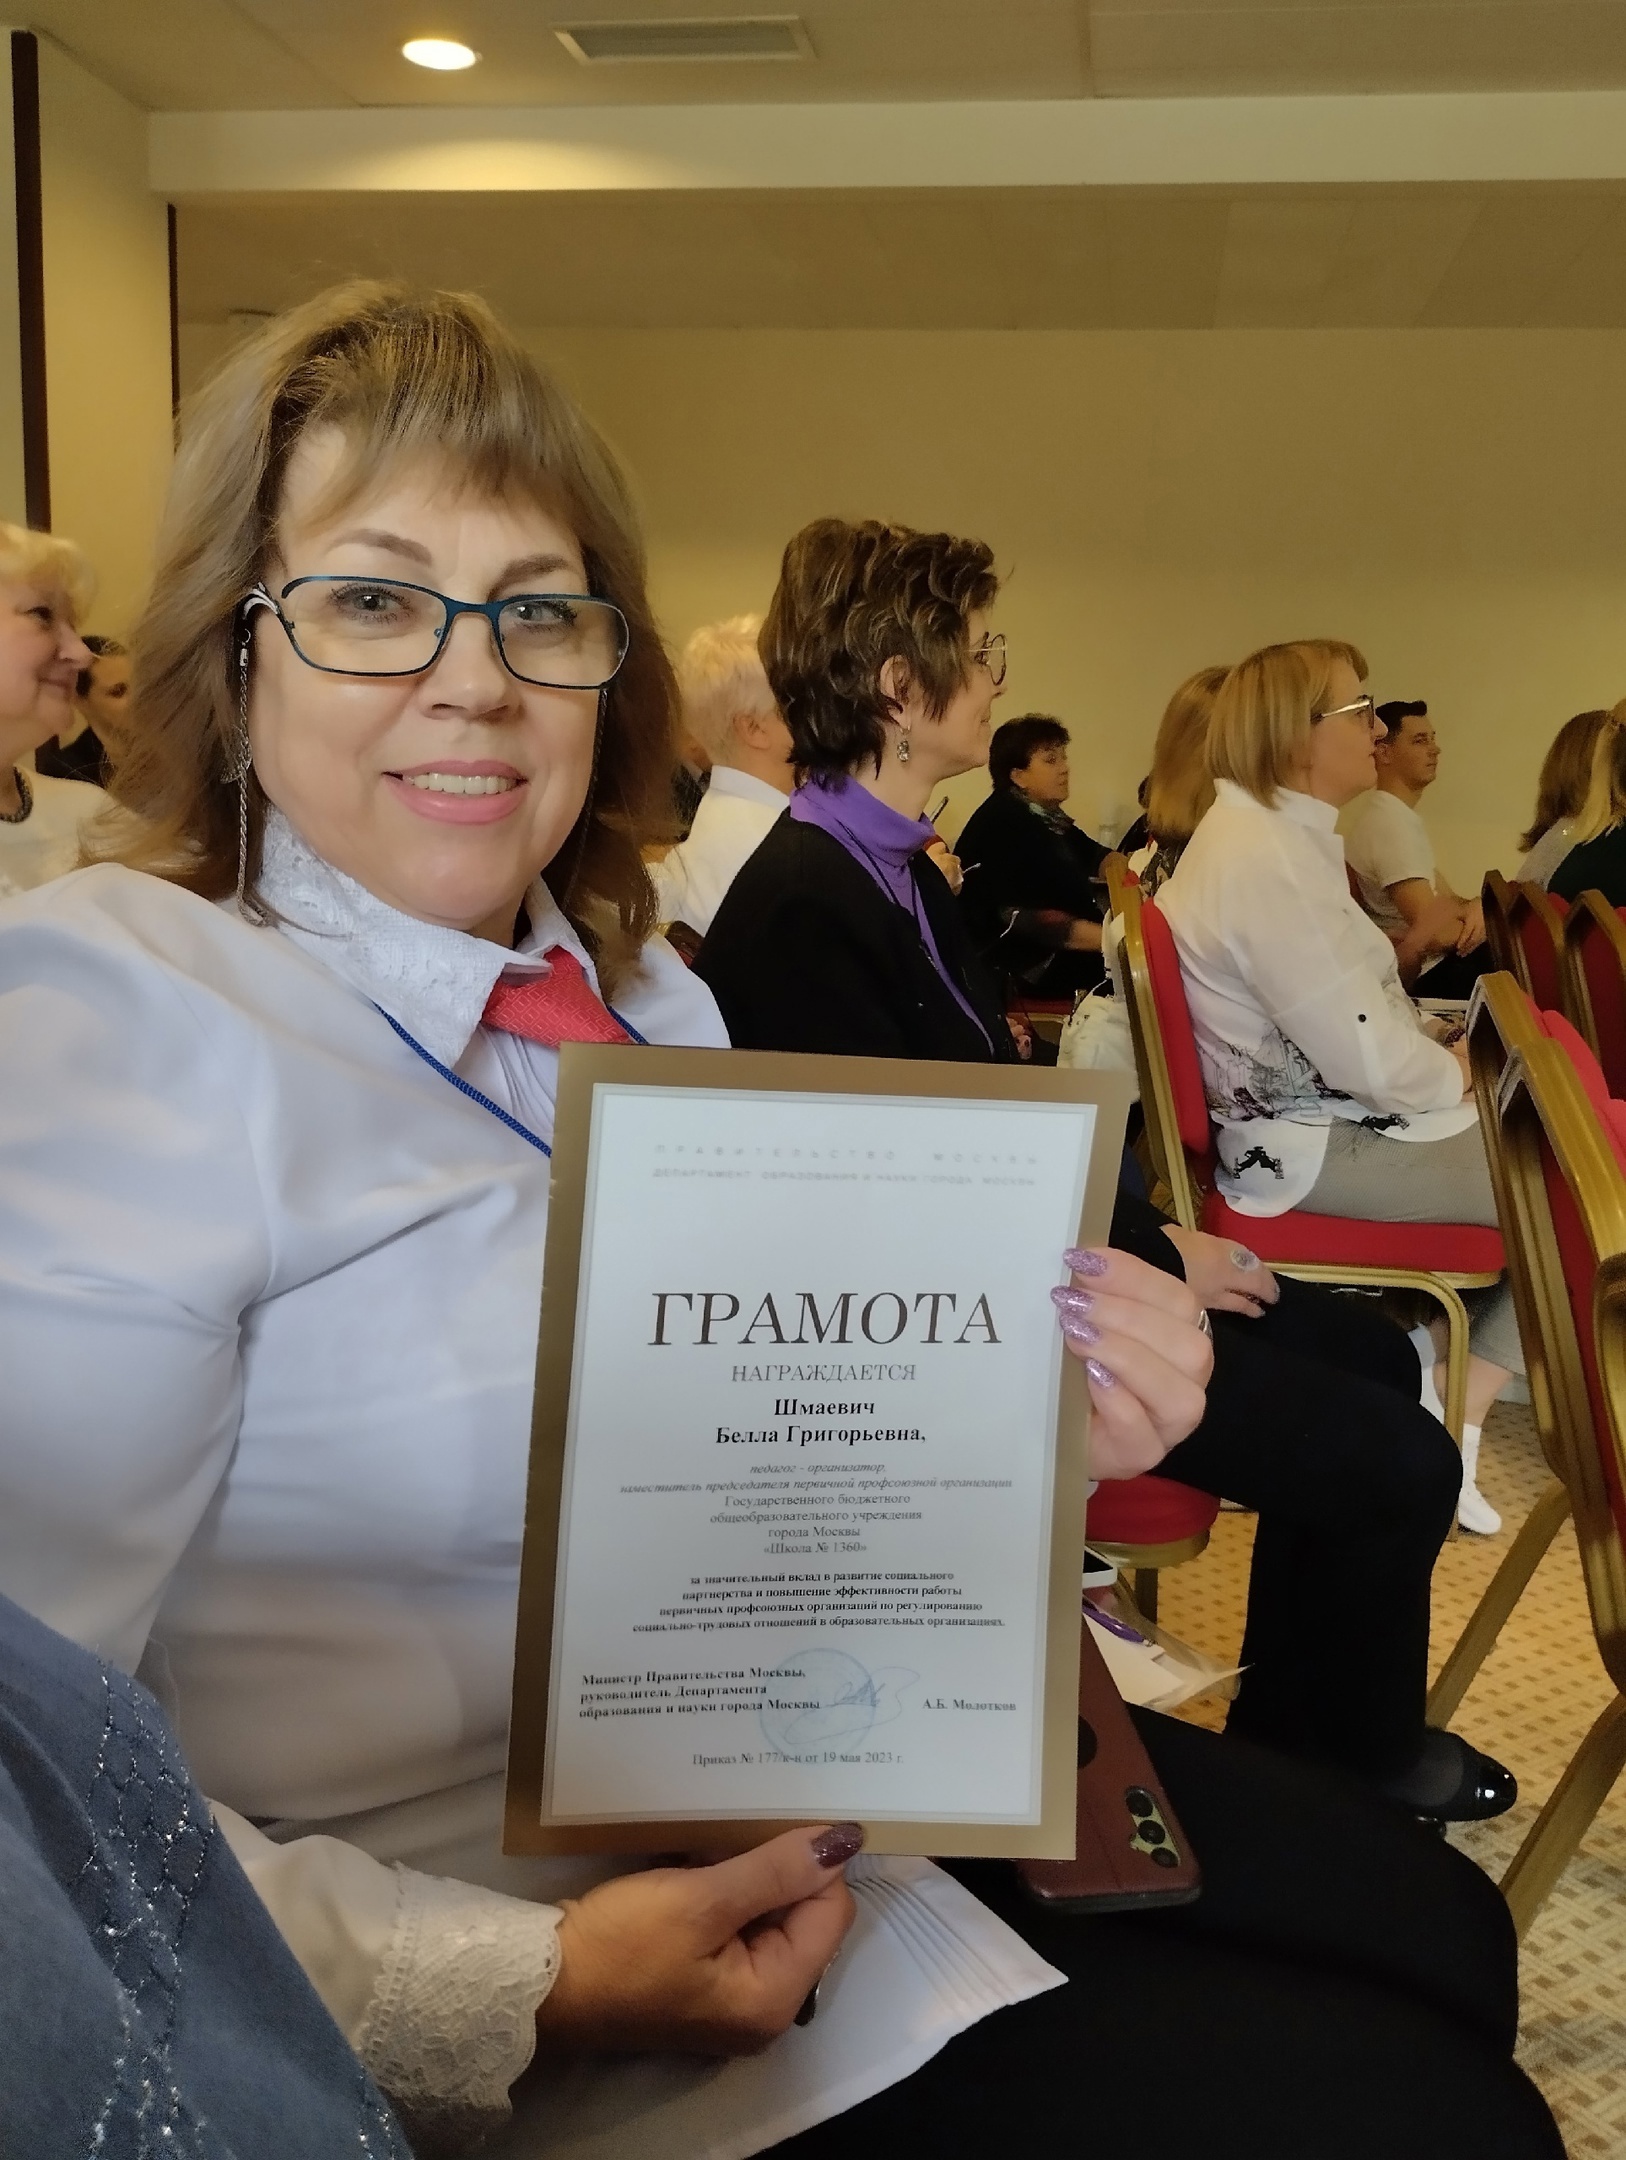 ПРАВИТЕЛЬСТВО МОСКВЫ
ДЕПАРТАМЕНТ ОБРАЗОВАНИЯ И НАУКИ ГОРОДА МОСКВЫ
ГРАМОТА
НАГРАЖДАЕТСЯ
Шмаевич
Белла Григорьевна,
педагог - организатор,
заместитель председателя первичной профсоюзной организации
Государственного бюджетного
общеобразовательного учреждения
города Москвы
«Школа № 1360»
за значительный вклад в развитие социального
партнерства и повышение эффективности работы
первичных профсоюзных организаций по регулированию
социально-трудовых отношений в образовательных организациях.
Министр Правительства Москвы,
руководитель Департамента
образования и науки города Москвы А.Б. Молотков
Приказ № 177/к-н от 19 мая 2023 г.